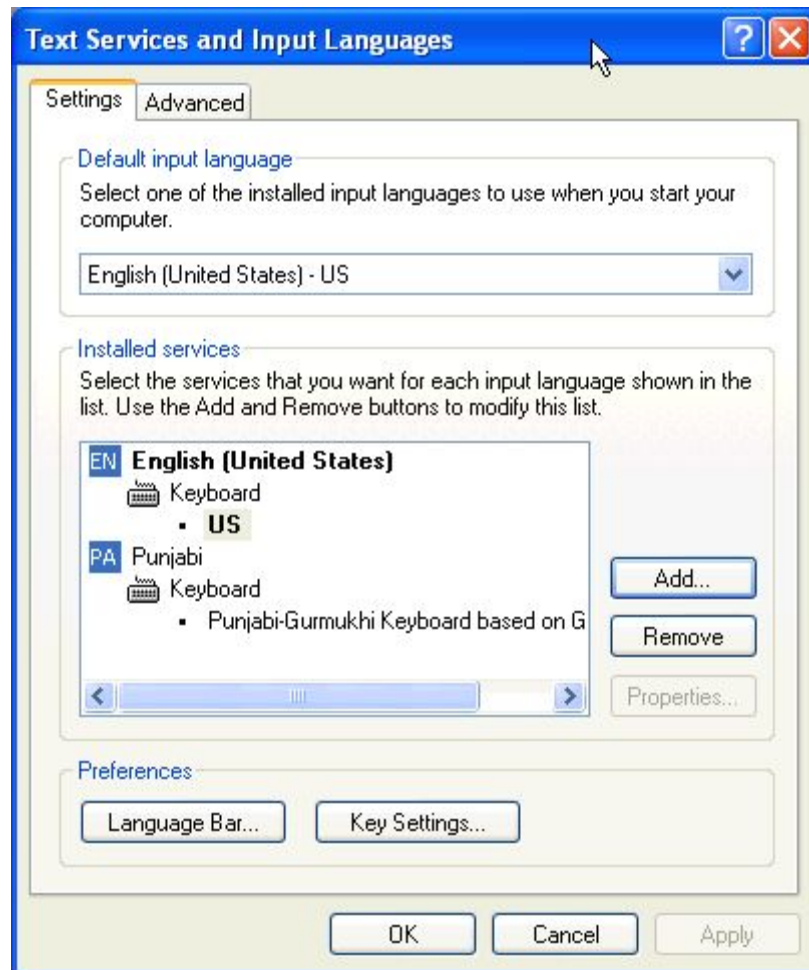 Text Services and Input Languages
Settings
Advanced
Default input language
Select one of the installed input languages to use when you start your
computer.
English (United States) - US
Installed services
Select the services that you want for each input language shown in the
list. Use the Add and Remove buttons to modify this list.
EN English (United States)
Keyboard
▪ US
PA Punjabi
Keyboard
▪ Punjabi-Gurmukhi Keyboard based on G
Add...
Remove
Properties...
Preferences
Language Bar...
Key Settings...
OK
Cancel
Apply